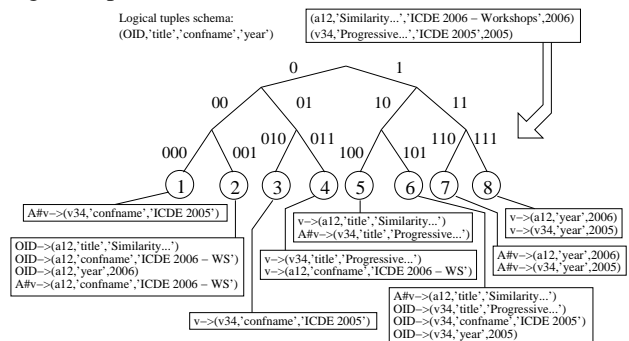 Logical tuples schema:
(OID,'title','confname','year')
(a12,'Similarity...','ICDE 2006 – Workshops',2006)
(v34,'Progressive...','ICDE 2005',2005)
0 1
00 01 10 11
000 001 010 011 100 101 110 111
1 2 3 4 5 6 7 8
A#v–>(v34,'confname','ICDE 2005')
OID–>(a12,'title','Similarity...')
OID–>(a12,'confname','ICDE 2006 – WS')
OID–>(a12,'year',2006)
A#v–>(a12,'confname','ICDE 2006 – WS')
v–>(v34,'confname','ICDE 2005')
v–>(v34,'title','Progressive...')
v–>(a12,'confname','ICDE 2006 – WS')
v–>(a12,'title','Similarity...')
A#v–>(v34,'title','Progressive...')
A#v–>(a12,'title','Similarity...')
OID–>(v34,'title','Progressive...')
OID–>(v34,'confname','ICDE 2005')
OID–>(v34,'year',2005)
A#v–>(a12,'year',2006)
A#v–>(v34,'year',2005)
v–>(a12,'year',2006)
v–>(v34,'year',2005)